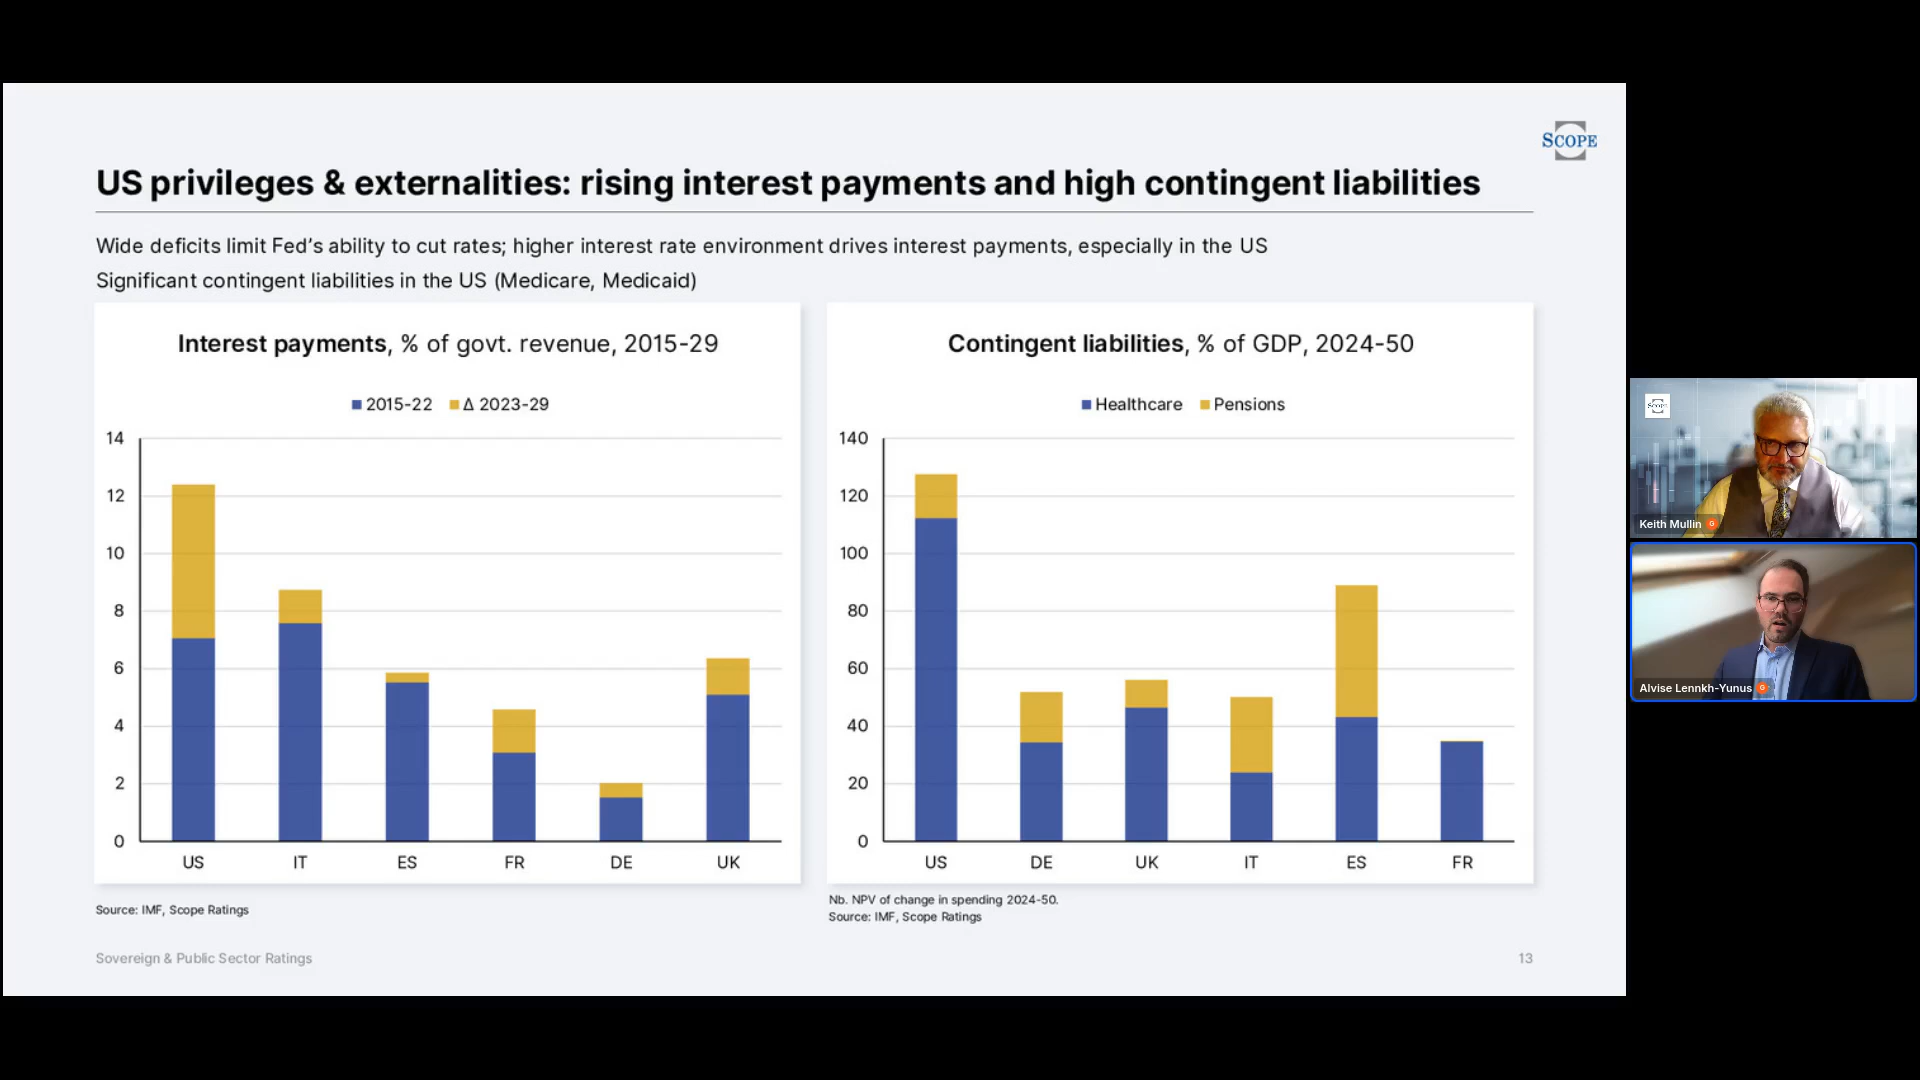 SCOPE
US privileges & externalities: rising interest payments and high contingent liabilities
Wide deficits limit Fed's ability to cut rates; higher interest rate environment drives interest payments, especially in the US
Significant contingent liabilities in the US (Medicare, Medicaid)
Interest payments, % of govt. revenue, 2015-29
2015-22 Δ 2023-29
14
12
10
8
6
4
2
0
US IT ES FR DE UK
Source: IMF, Scope Ratings
Contingent liabilities, % of GDP, 2024-50
Healthcare Pensions
140
120
100
80
60
40
20
0
US DE UK IT ES FR
Nb. NPV of change in spending 2024-50.
Source: IMF, Scope Ratings
Sovereign & Public Sector Ratings
13
SCOPE
Keith Mullin G
Alvise Lennkh-Yunus G